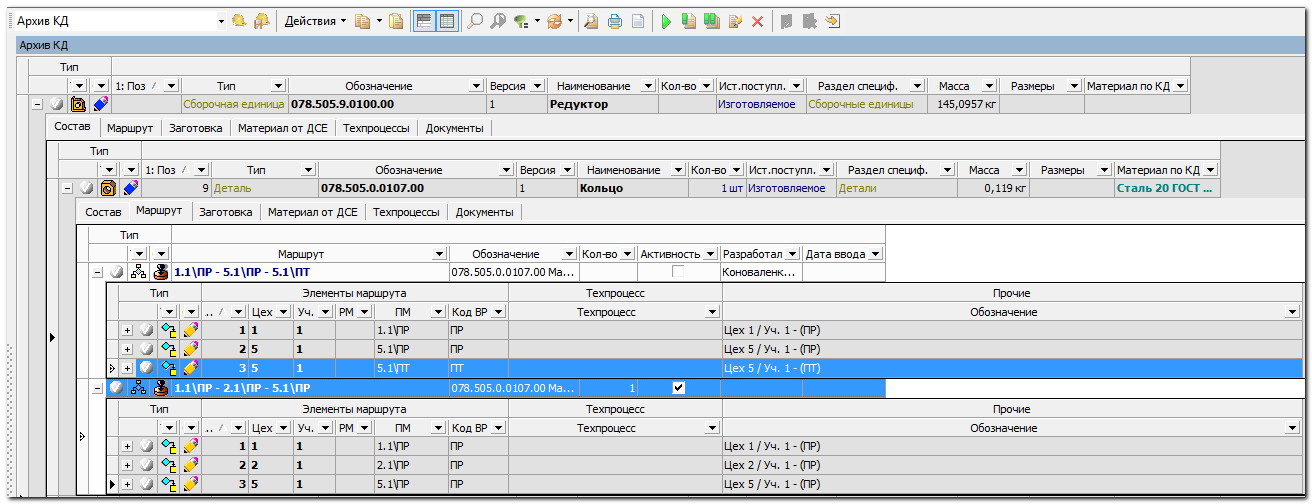 Архив КД Действия
Архив КД
Тип
1: Поз Тип Обозначение Версия Наименование Кол-во Ист.поступл. Раздел специф. Масса Размеры Материал по КД
Сборочная единица 078.505.9.0100.00 1 Редуктор Изготовляемое Сборочные единицы 145,0957 кг
Состав Маршрут Заготовка Материал от ДСЕ Техпроцессы Документы
Тип
1: Поз Тип Обозначение Версия Наименование Кол-во Ист.поступл. Раздел специф. Масса Размеры Материал по КД
9 Деталь 078.505.0.0107.00 1 Кольцо 1 шт Изготовляемое Детали 0,119 кг Сталь 20 ГОСТ ...
Состав Маршрут Заготовка Материал от ДСЕ Техпроцессы Документы
Тип
Маршрут Обозначение Кол-во Активность Разработал Дата ввода
1.1\ПР - 5.1\ПР - 5.1\ПТ 078.505.0.0107.00 Ма... Коноваленк...
Тип Элементы маршрута Техпроцесс Прочие
.. Цех Уч. РМ ПМ Код ВР Техпроцесс Обозначение
1 1 1 1.1\ПР ПР Цех 1 / Уч. 1 - (ПР)
2 5 1 5.1\ПР ПР Цех 5 / Уч. 1 - (ПР)
3 5 1 5.1\ПТ ПТ Цех 5 / Уч. 1 - (ПТ)
1.1\ПР - 2.1\ПР - 5.1\ПР 078.505.0.0107.00 Ма... 1
Тип Элементы маршрута Техпроцесс Прочие
.. Цех Уч. РМ ПМ Код ВР Техпроцесс Обозначение
1 1 1 1.1\ПР ПР Цех 1 / Уч. 1 - (ПР)
2 2 1 2.1\ПР ПР Цех 2 / Уч. 1 - (ПР)
3 5 1 5.1\ПР ПР Цех 5 / Уч. 1 - (ПР)